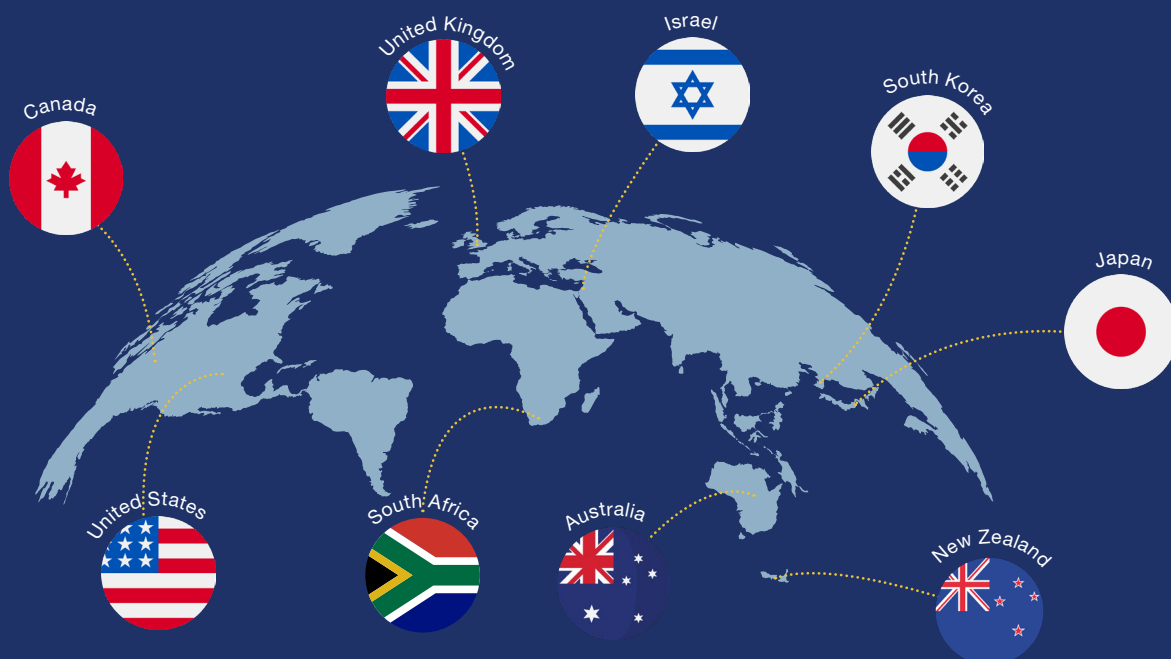 Canada
United Kingdom
Israel
South Korea
Japan
United States
South Africa
Australia
New Zealand